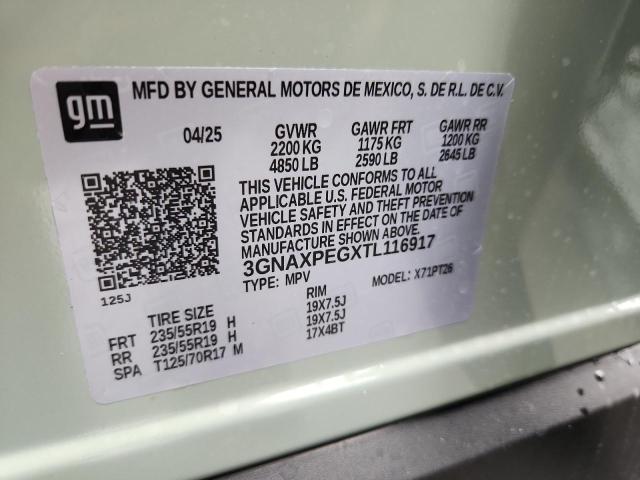 gm
MFD BY GENERAL MOTORS DE MEXICO, S. DE R.L. DE C.V.
04/25 GVWR GAWR FRT GAWR RR
2200 KG 1175 KG 1200 KG
4850 LB 2590 LB 2645 LB
THIS VEHICLE CONFORMS TO ALL
APPLICABLE U.S. FEDERAL MOTOR
VEHICLE SAFETY AND THEFT PREVENTION
STANDARDS IN EFFECT ON THE DATE OF
MANUFACTURE SHOWN ABOVE.
3GNAXPEGXTL116917
TYPE: MPV MODEL: X71PT26
125J
TIRE SIZE RIM
FRT 235/55R19 H 19X7.5J
RR 235/55R19 H 19X7.5J
SPA T125/70R17 M 17X4BT